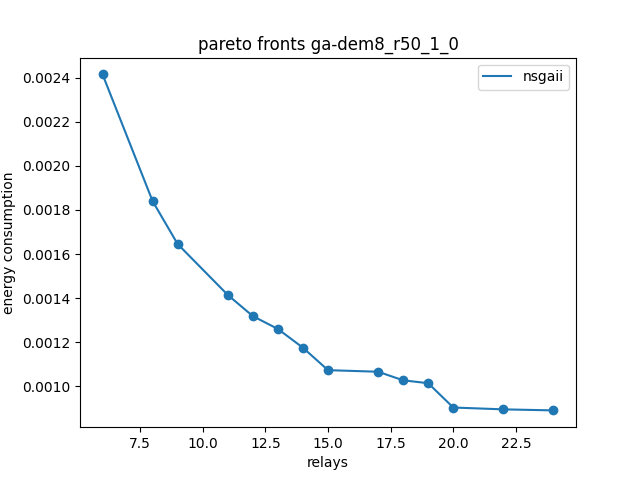 pareto fronts ga-dem8_r50_1_0
nsgaii
energy consumption
0.0024
0.0022
0.0020
0.0018
0.0016
0.0014
0.0012
0.0010
7.5 10.0 12.5 15.0 17.5 20.0 22.5
relays